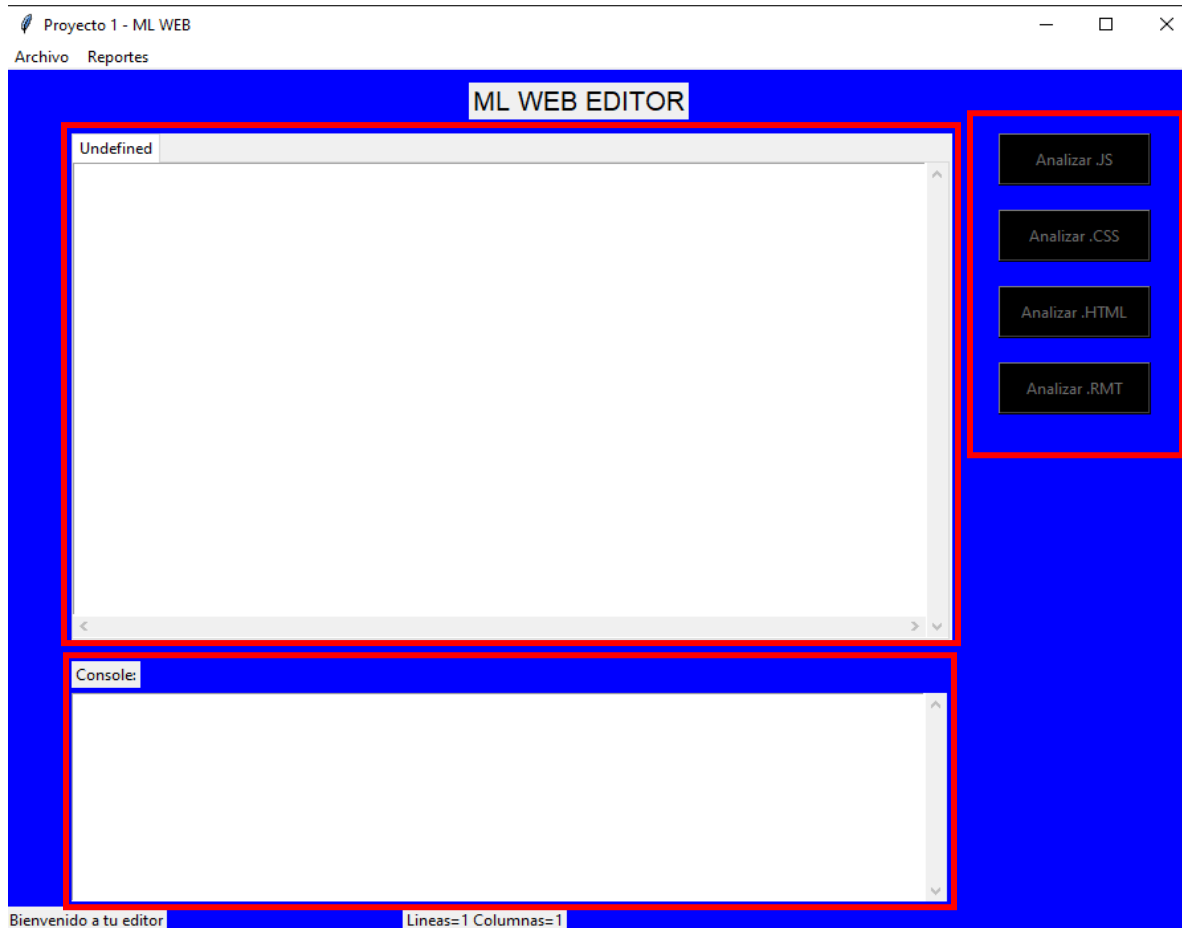 Proyecto 1 - ML WEB
Archivo Reportes
ML WEB EDITOR
Undefined
Analizar .JS
Analizar .CSS
Analizar .HTML
Analizar .RMT
Console:
Bienvenido a tu editor Lineas=1 Columnas=1